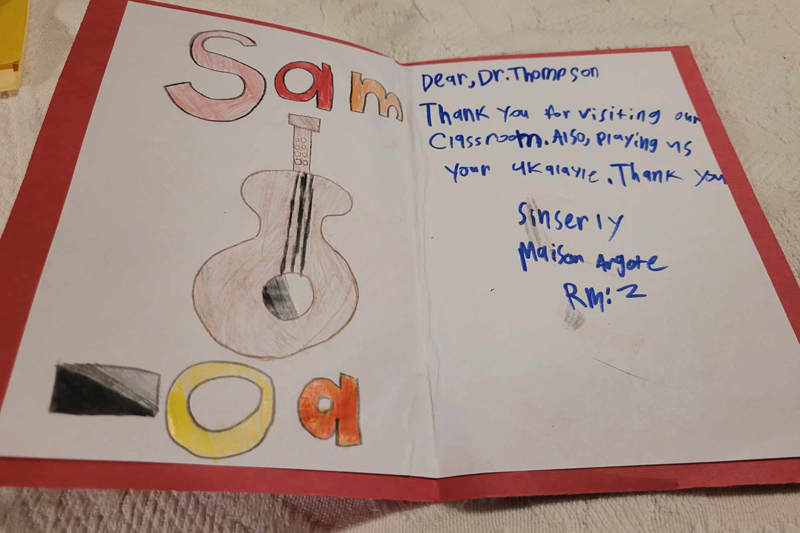 Sam
oa
Dear, Dr. Thompson
Thank you for visiting our
Classroom. Also, playing us
your ukalayle. Thank you
Sinserly
Maison Argote
Rm: 2